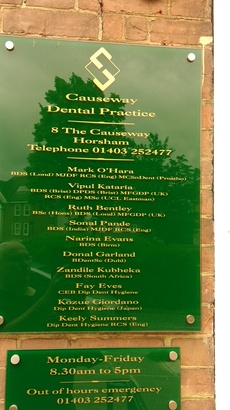 Causeway
Dental Practice
8 The Causeway
Horsham
Telephone 01403 252477
Mark O'Hara
BDS (Lond) MJDF RCS (Eng) MClinDent (Prostho)
Vipul Kataria
BDS (Brist) DPDS (Brist) MFGDP (UK)
RCS (Eng) MSc (UCL Eastman)
Ruth Bentley
BSc (Hons) BDS (Lond) MFGDP (UK)
Sonal Pande
BDS (India) MJDF RCS (Eng)
Narina Evans
BDS (Birm)
Donal Garland
BDentSc (Dubl)
Zandile Kubheka
BDS (South Africa)
Fay Eves
CEB Dip Dent Hygiene
Kozue Giordano
Dip Dent Hygiene (Japan)
Keely Summers
Dip Dent Hygiene RCS (Eng)
Monday-Friday
8.30am to 5pm
Out of hours emergency
01403 252477